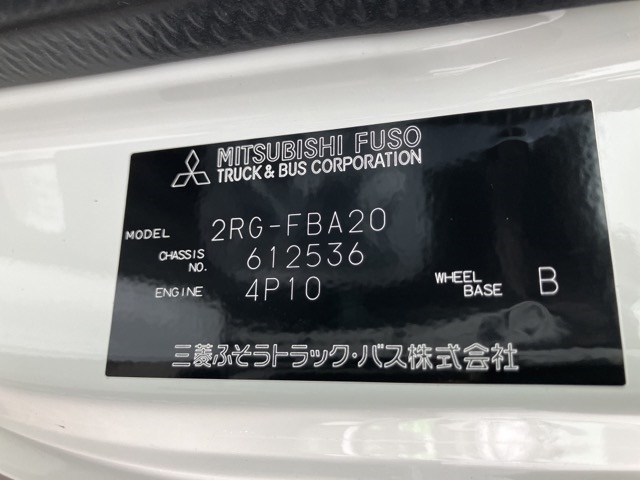 MITSUBISHI FUSO
TRUCK & BUS CORPORATION
MODEL 2RG-FBA20
CHASSIS NO. 612536
ENGINE 4P10
WHEEL BASE B
三菱ふそうトラック・バス株式会社